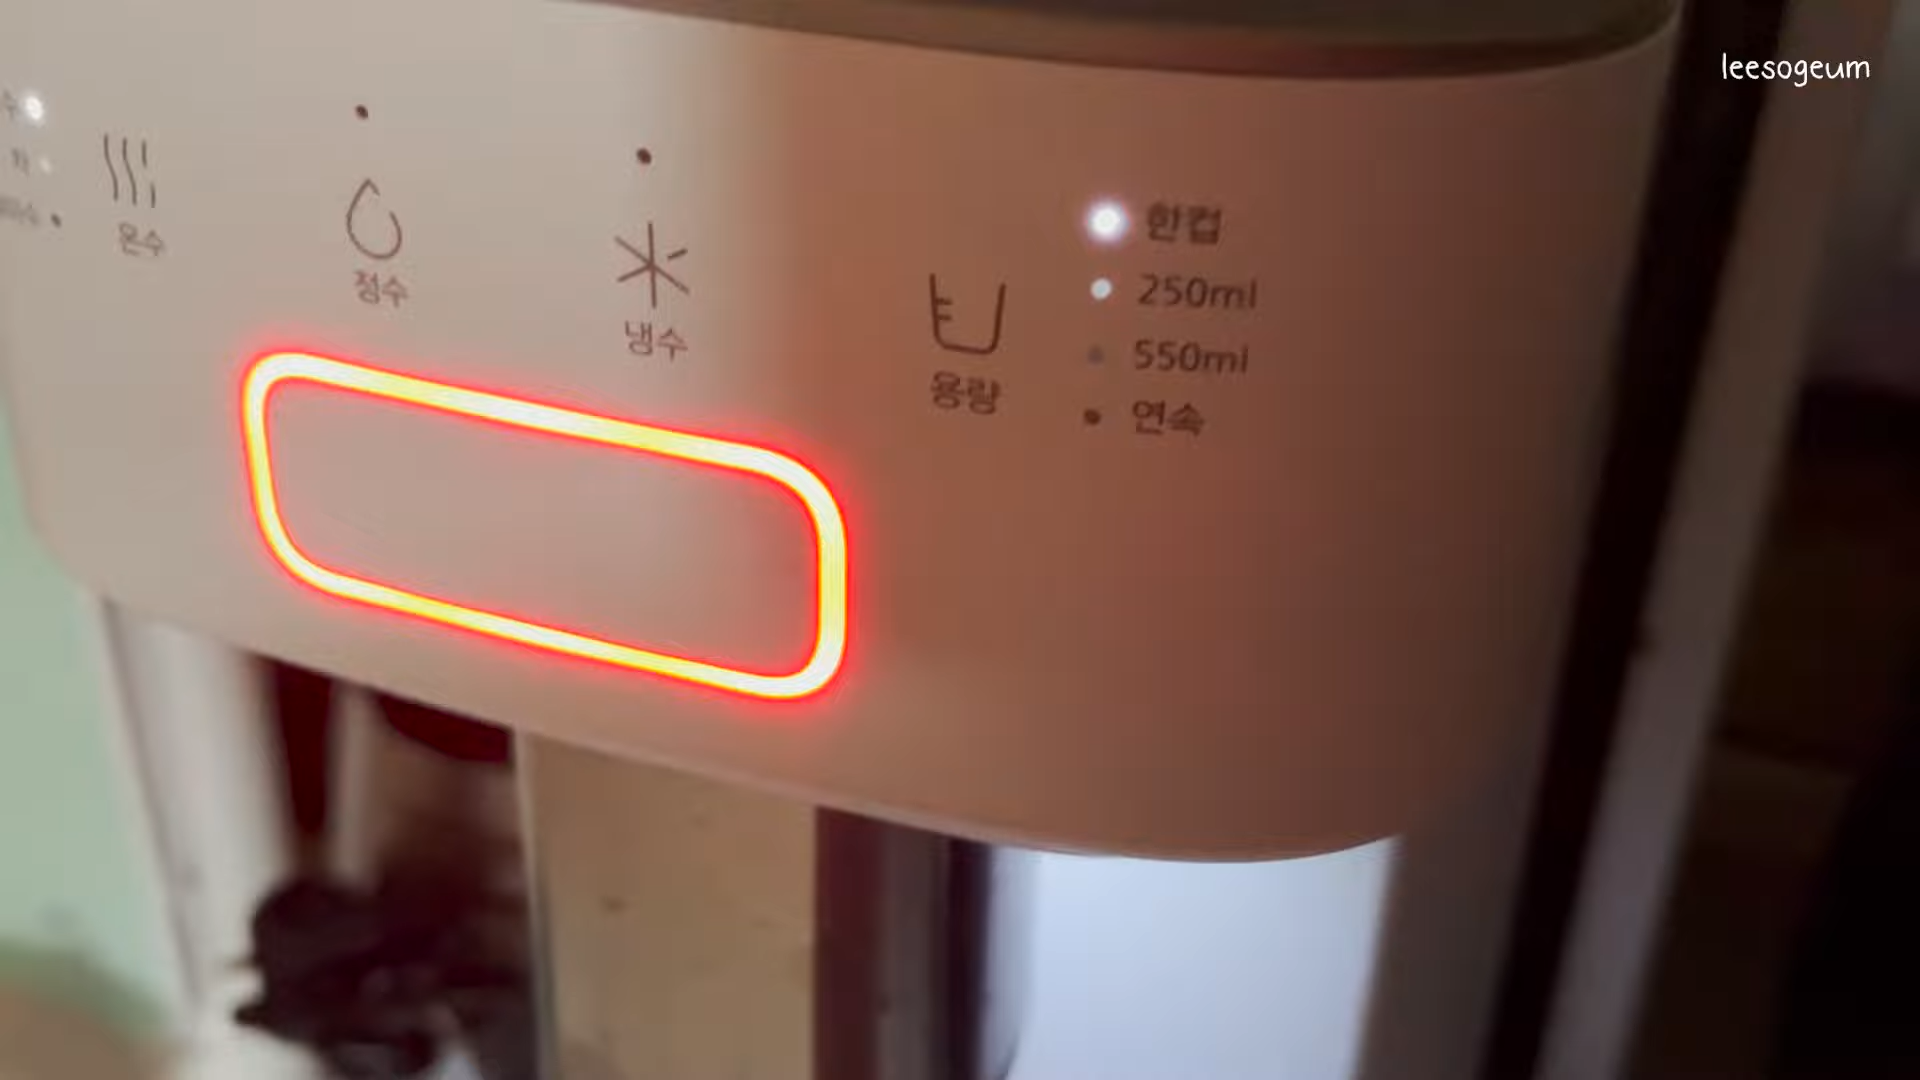 leesogeum
온수
정수
냉수
용량
한컵
250ml
550ml
연속